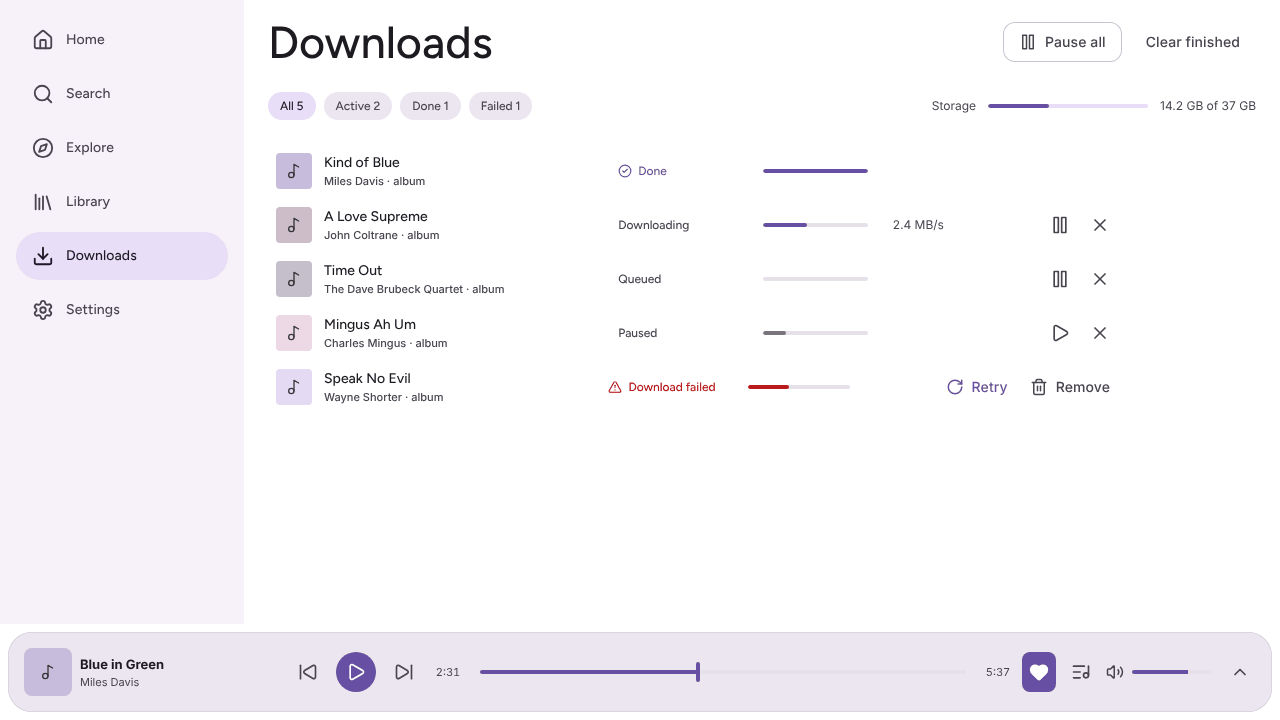 Home
Search
Explore
Library
Downloads
Settings
Downloads
Pause all
Clear finished
All 5
Active 2
Done 1
Failed 1
Storage
14.2 GB of 37 GB
Kind of Blue
Miles Davis · album
Done
A Love Supreme
John Coltrane · album
Downloading
2.4 MB/s
Time Out
The Dave Brubeck Quartet · album
Queued
Mingus Ah Um
Charles Mingus · album
Paused
Speak No Evil
Wayne Shorter · album
Download failed
Retry
Remove
Blue in Green
Miles Davis
2:31
5:37